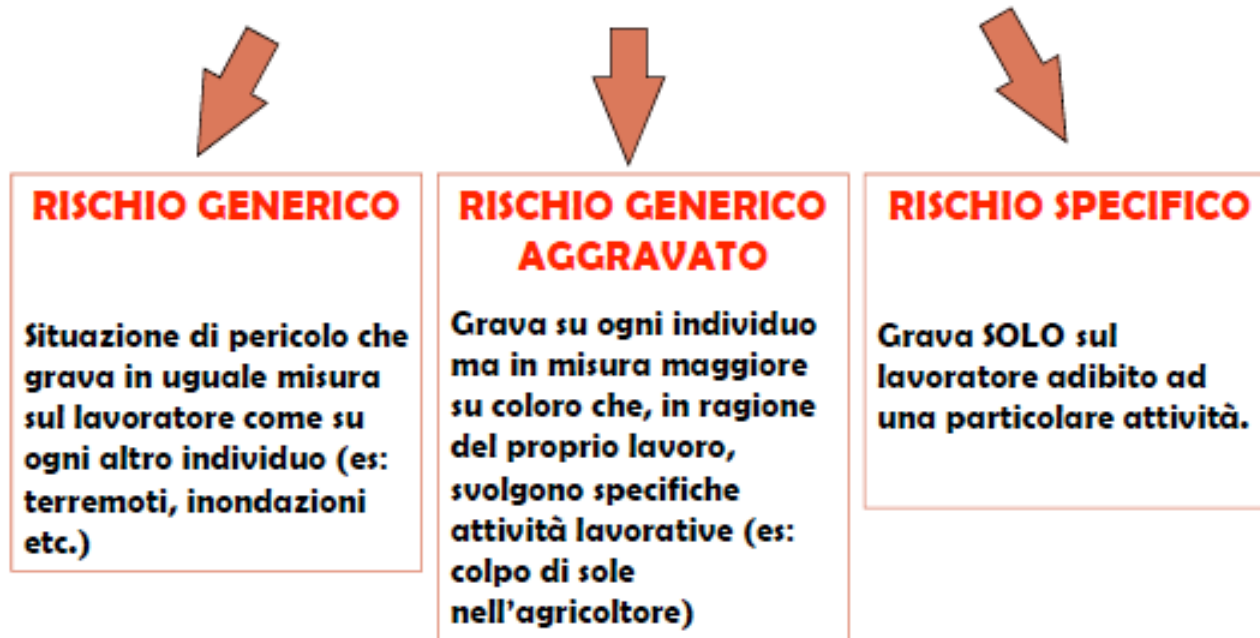 RISCHIO GENERICO
Situazione di pericolo che
grava in uguale misura
sul lavoratore come su
ogni altro individuo (es:
terremoti, inondazioni
etc.)
RISCHIO GENERICO
AGGRAVATO
Grava su ogni individuo
ma in misura maggiore
su coloro che, in ragione
del proprio lavoro,
svolgono specifiche
attività lavorative (es:
colpo di sole
nell'agricoltore)
RISCHIO SPECIFICO
Grava SOLO sul
lavoratore adibito ad
una particolare attività.